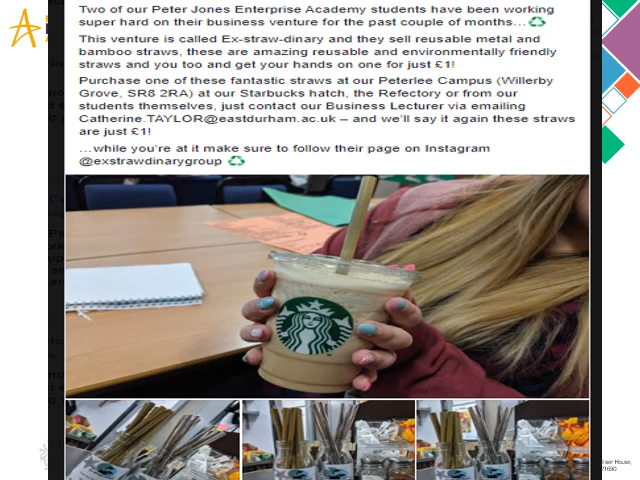 Two of our Peter Jones Enterprise Academy students have been working
super hard on their business venture for the past couple of months...
This venture is called Ex-straw-dinary and they sell reusable metal and
bamboo straws, these are amazing reusable and environmentally friendly
straws and you too and get your hands on one for just £1!
Purchase one of these fantastic straws at our Peterlee Campus (Willerby
Grove, SR8 2RA) at our Starbucks hatch, the Refectory or from our
students themselves, just contact our Business Lecturer via emailing
Catherine.TAYLOR@eastdurham.ac.uk – and we'll say it again these straws
are just £1!
...while you're at it make sure to follow their page on Instagram
@exstrawdinarygroup